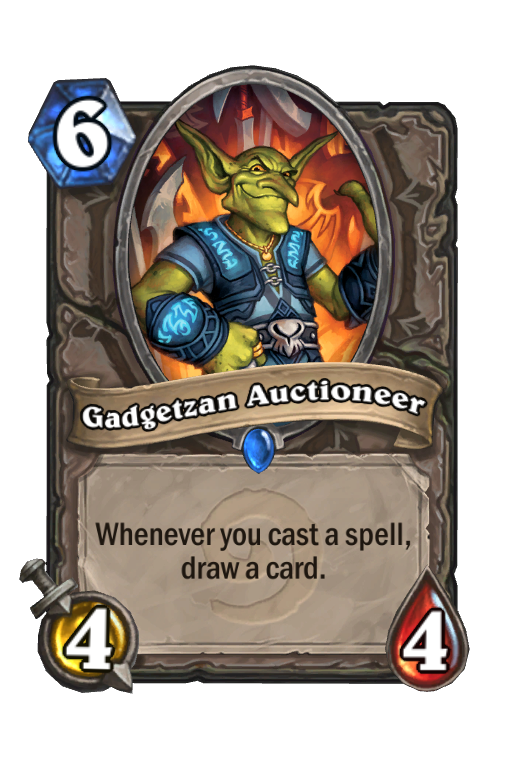 6
Gadgetzan Auctioneer
Whenever you cast a spell,
draw a card.
4
4